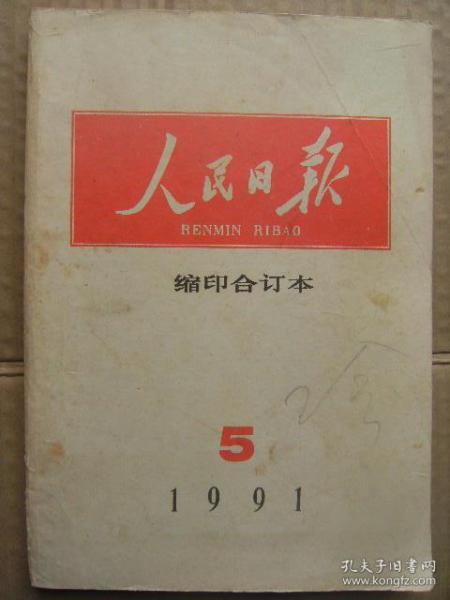 人民日报
RENMIN RIBAO
缩印合订本
5
1991
孔夫子旧书网
www.kongfz.com